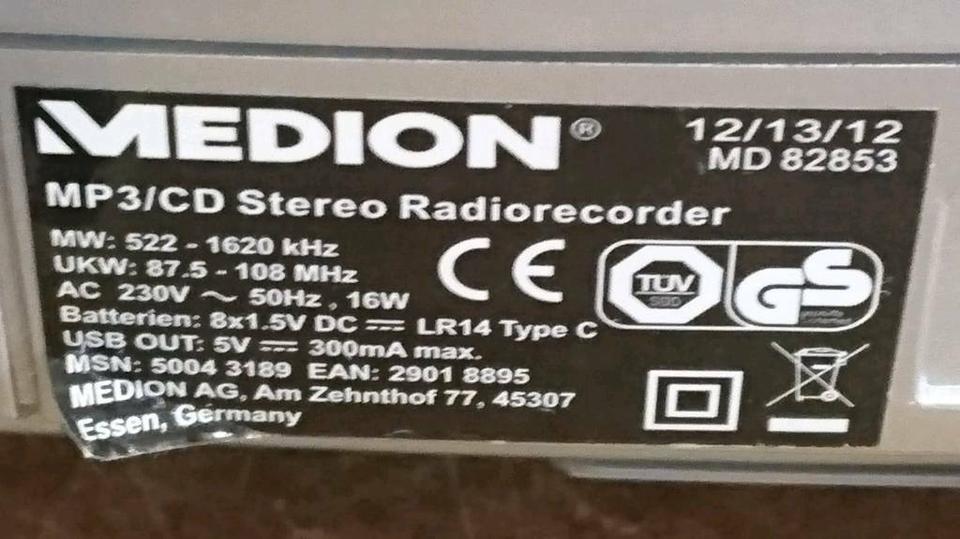 MEDION®
12/13/12
MD 82853
MP3/CD Stereo Radiorecorder
MW: 522 - 1620 kHz
UKW: 87.5 - 108 MHz
AC 230V ~ 50Hz , 16W
Batterien: 8x1.5V DC ⎓ LR14 Type C
USB OUT: 5V ⎓ 300mA max.
MSN: 5004 3189 EAN: 2901 8895
MEDION AG, Am Zehnthof 77, 45307
Essen, Germany
CE
TÜV
SÜD
GS